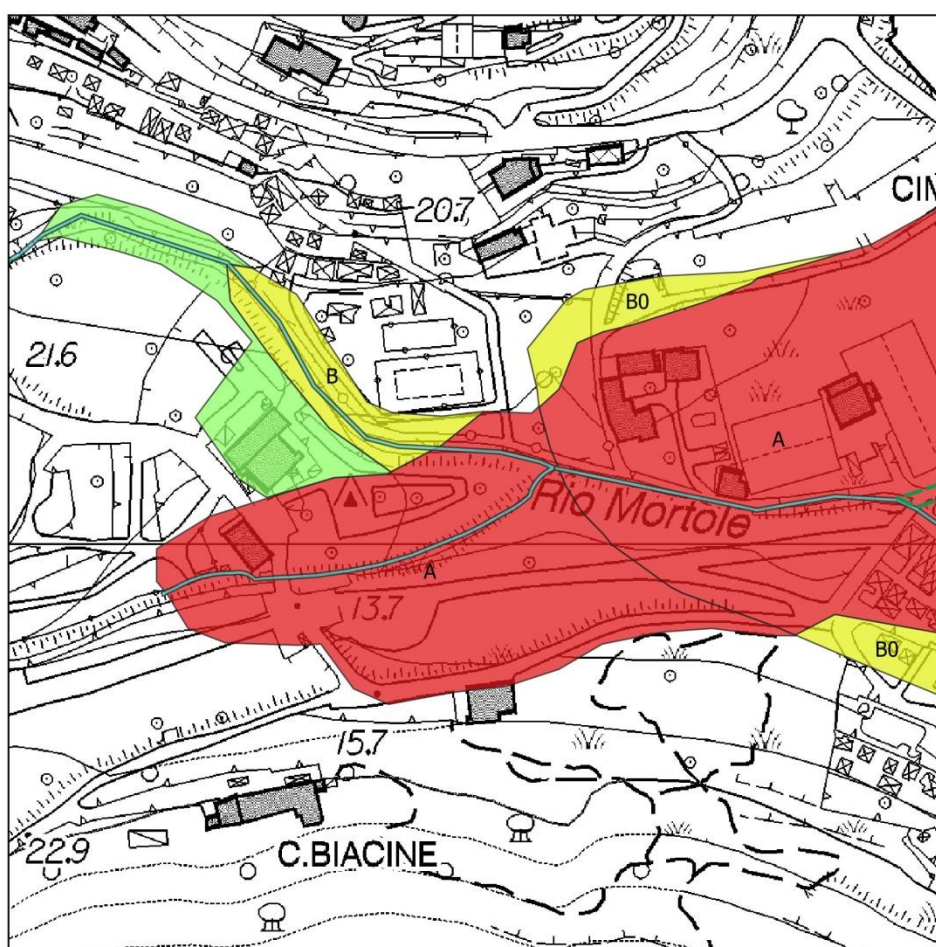 CIM
20.7
B0
21.6
B
A
Rio Mortole
A
13.7
B0
15.7
22.9
C.BIACINE